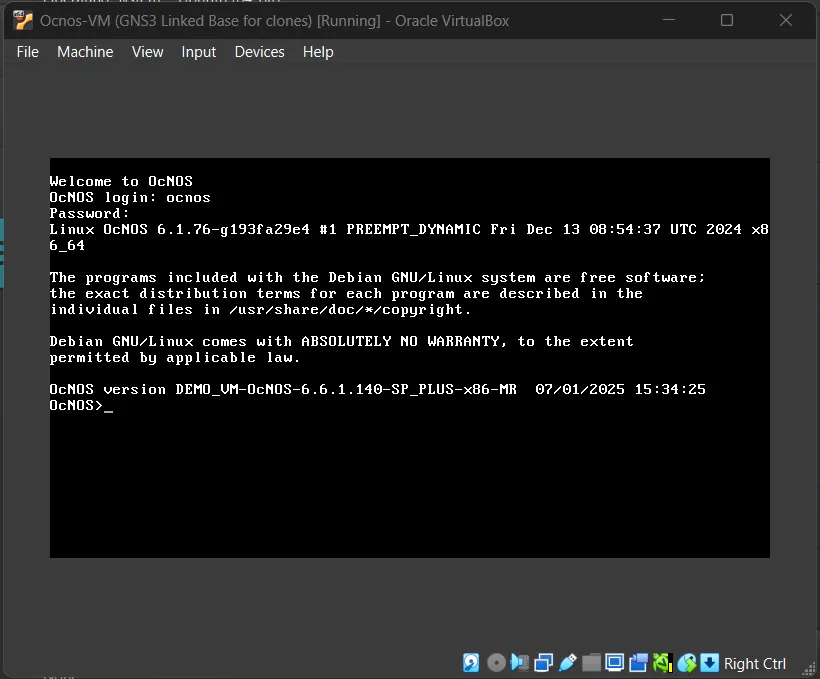 Ocnos-VM (GNS3 Linked Base for clones) [Running] - Oracle VirtualBox
File Machine View Input Devices Help
Welcome to OcNOS
OcNOS login: ocnos
Password:
Linux OcNOS 6.1.76-g193fa29e4 #1 PREEMPT_DYNAMIC Fri Dec 13 08:54:37 UTC 2024 x8
6_64
The programs included with the Debian GNU/Linux system are free software;
the exact distribution terms for each program are described in the
individual files in /usr/share/doc/*/copyright.
Debian GNU/Linux comes with ABSOLUTELY NO WARRANTY, to the extent
permitted by applicable law.
OcNOS version DEMO_VM-OcNOS-6.6.1.140-SP_PLUS-x86-MR  07/01/2025 15:34:25
OcNOS>_
Right Ctrl